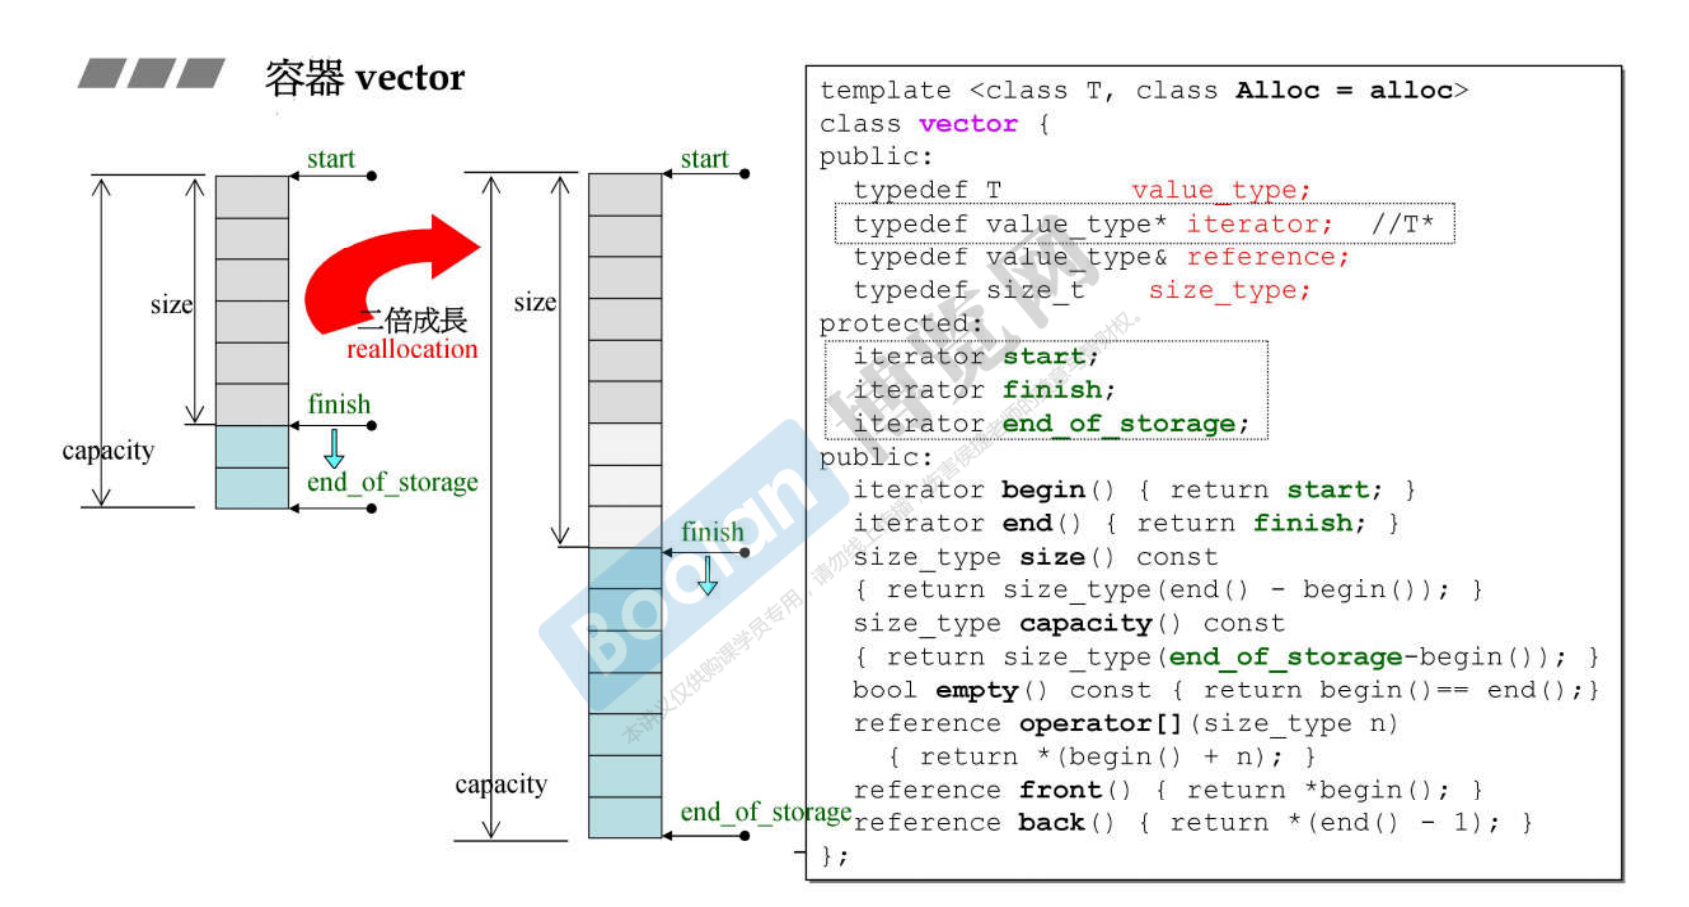 容器 vector
start
size
finish
capacity
end_of_storage
二倍成長
reallocation
start
size
finish
capacity
end_of_storage
template <class T, class Alloc = alloc>
class vector {
public:
typedef T value_type;
typedef value_type* iterator; //T*
typedef value_type& reference;
typedef size_t size_type;
protected:
iterator start;
iterator finish;
iterator end_of_storage;
public:
iterator begin() { return start; }
iterator end() { return finish; }
size_type size() const
{ return size_type(end() - begin()); }
size_type capacity() const
{ return size_type(end_of_storage-begin()); }
bool empty() const { return begin()== end();}
reference operator[](size_type n)
{ return *(begin() + n); }
reference front() { return *begin(); }
reference back() { return *(end() - 1); }
};
Boolan 博览网
本讲义仅供购课学员专用，请勿线上传播